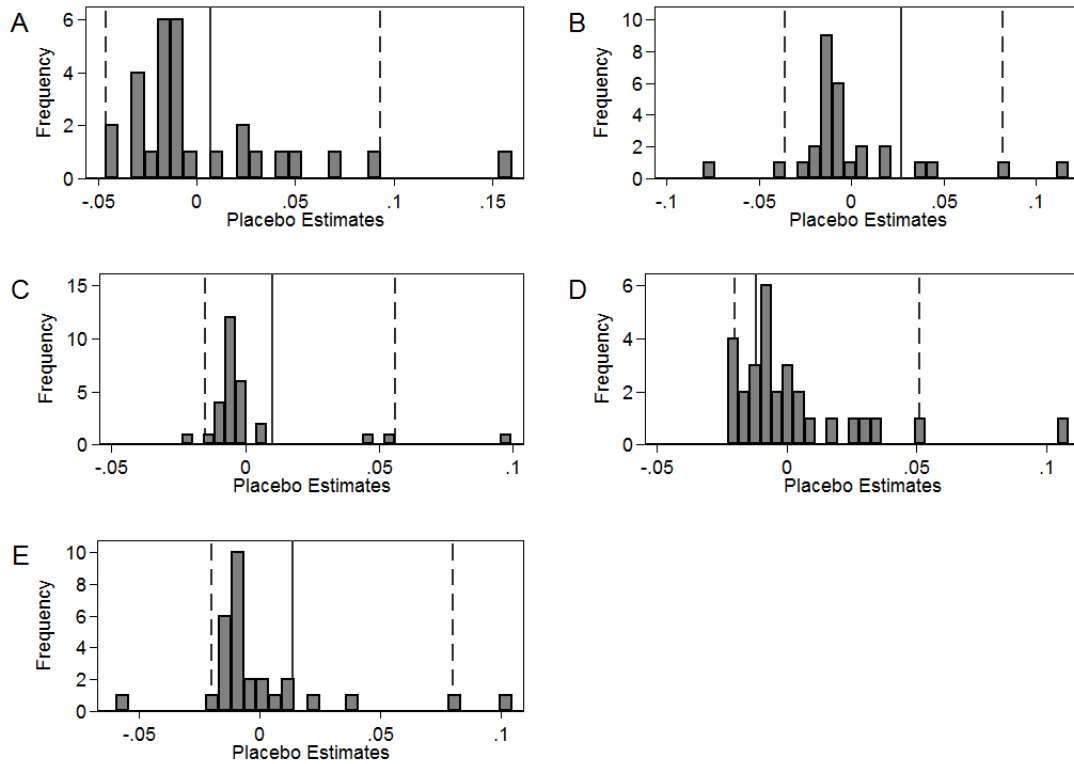 A
Frequency
6
4
2
0
-.05 0 .05 .1 .15
Placebo Estimates
B
Frequency
10
8
6
4
2
0
-.1 -.05 0 .05 .1
Placebo Estimates
C
Frequency
15
10
5
0
-.05 0 .05 .1
Placebo Estimates
D
Frequency
6
4
2
0
-.05 0 .05 .1
Placebo Estimates
E
Frequency
10
8
6
4
2
0
-.05 0 .05 .1
Placebo Estimates